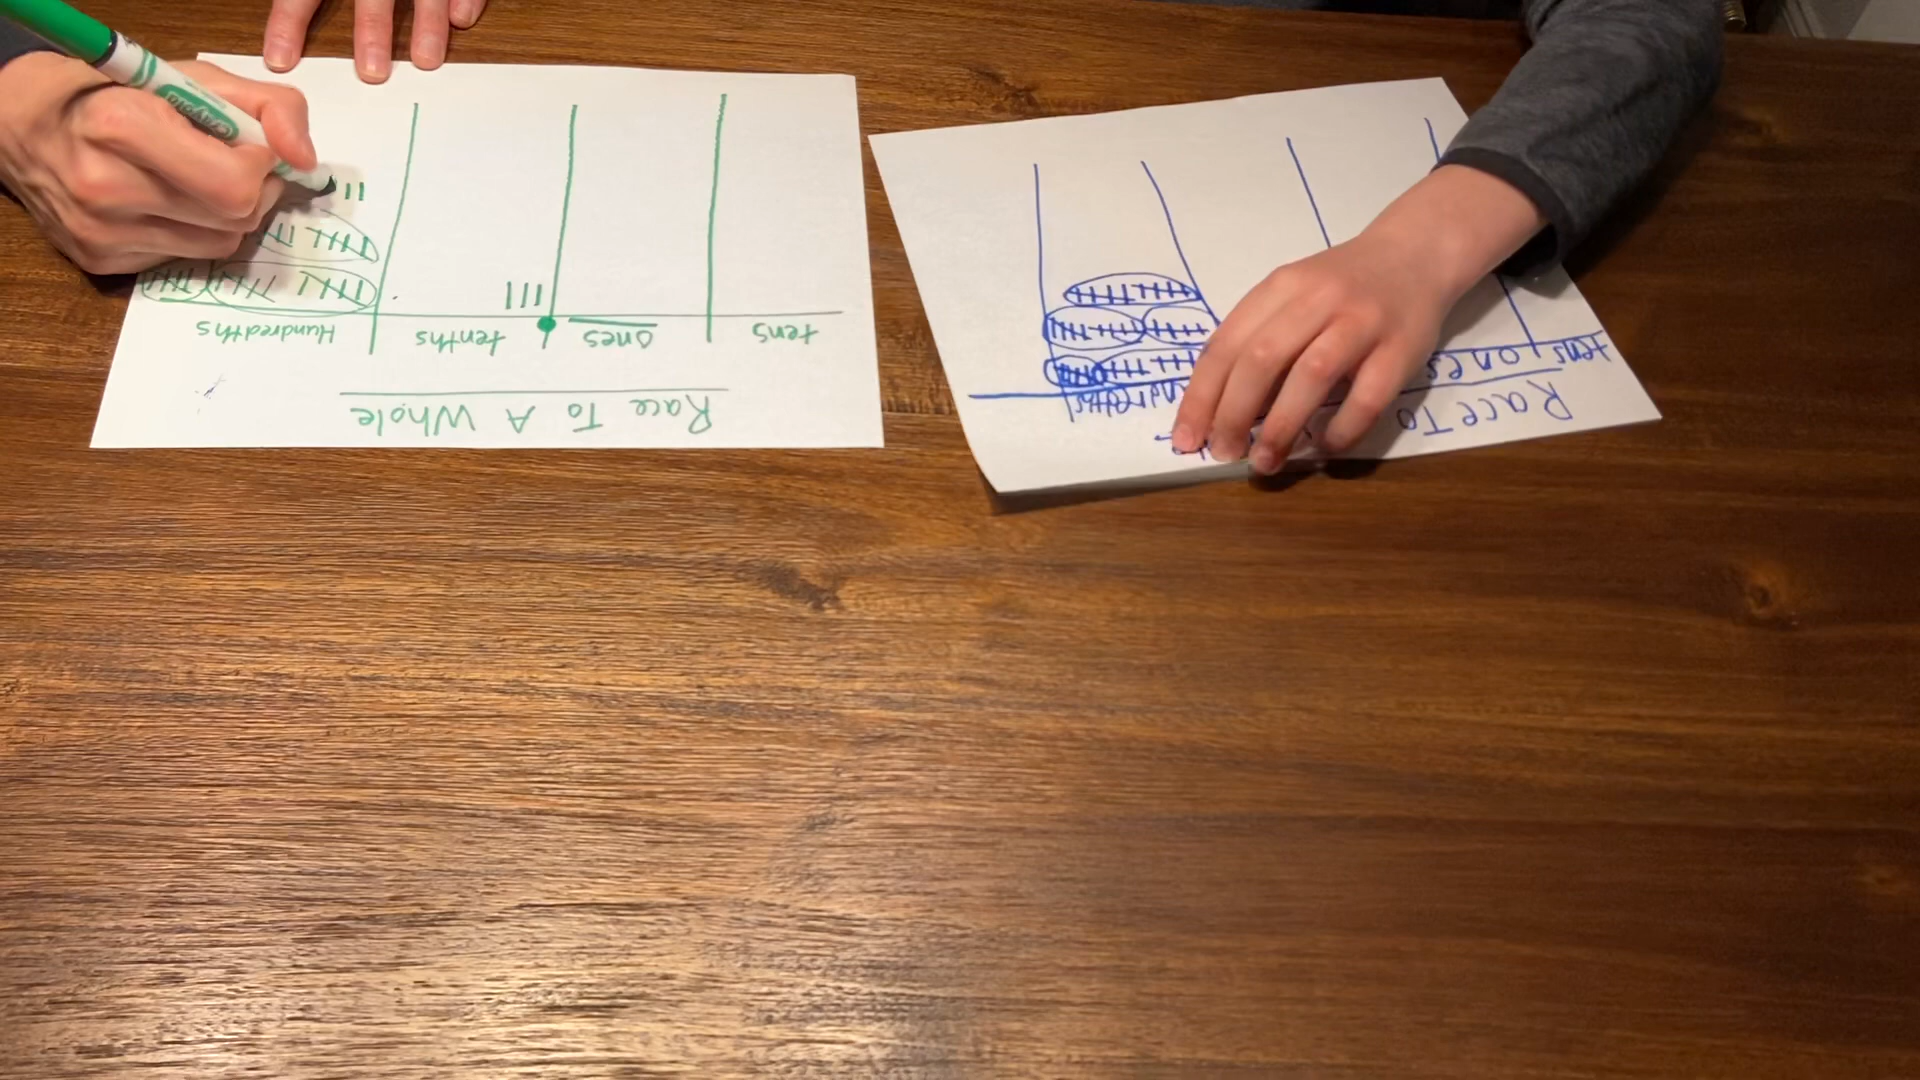 Race To A Whole
tens ones tenths Hundredths
Race To
tens ones
Crayola